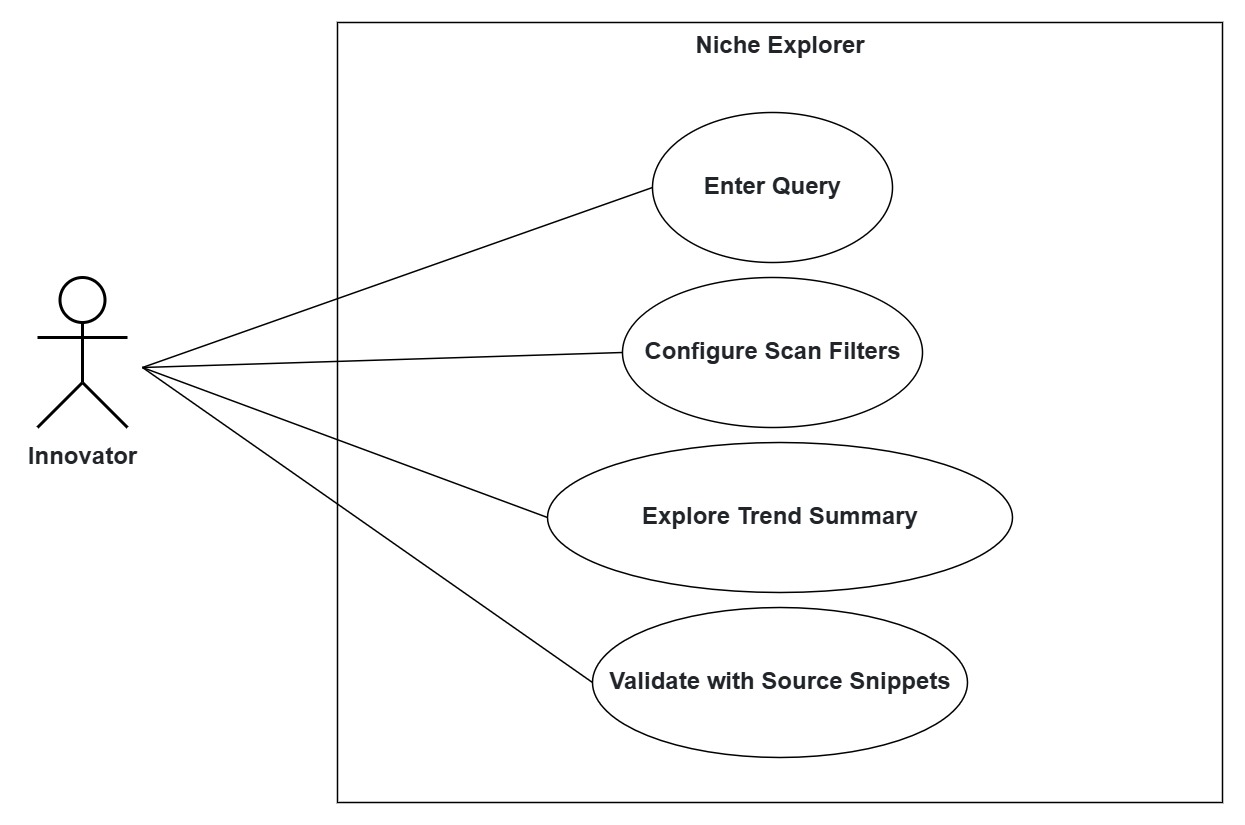 Niche Explorer
Enter Query
Configure Scan Filters
Innovator
Explore Trend Summary
Validate with Source Snippets